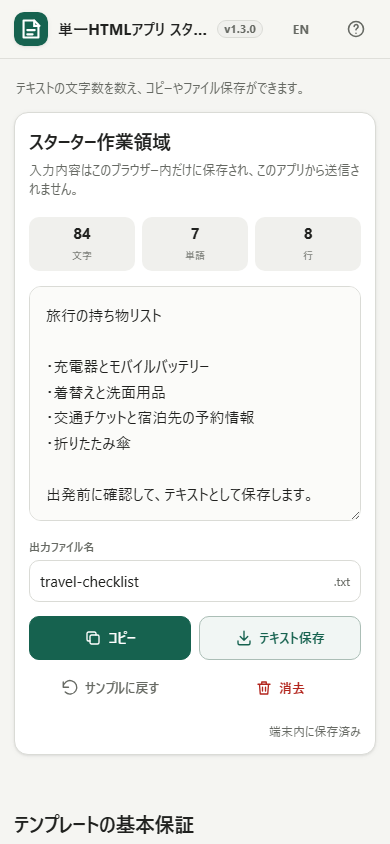 単一HTMLアプリ スタ... v1.3.0 EN
テキストの文字数を数え、コピーやファイル保存ができます。
スターター作業領域
入力内容はこのブラウザー内だけに保存され、このアプリから送信さ
れません。
84 7 8
文字 単語 行
旅行の持ち物リスト
・充電器とモバイルバッテリー
・着替えと洗面用品
・交通チケットと宿泊先の予約情報
・折りたたみ傘
出発前に確認して、テキストとして保存します。
出力ファイル名
travel-checklist .txt
コピー テキスト保存
サンプルに戻す 消去
端末内に保存済み
テンプレートの基本保証